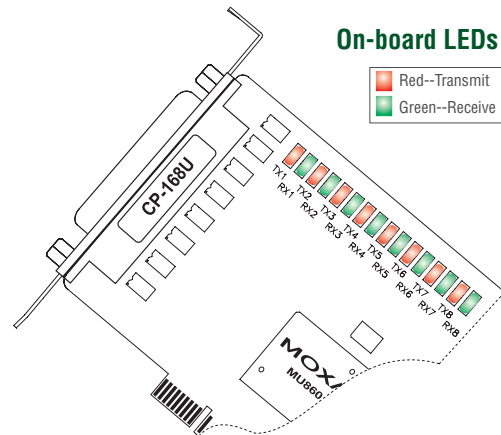 On-board LEDs
Red--Transmit
Green--Receive
CP-168U
TX1
RX1
TX2
RX2
TX3
RX3
TX4
RX4
TX5
RX5
TX6
RX6
TX7
RX7
TX8
RX8
MOXA
MU860